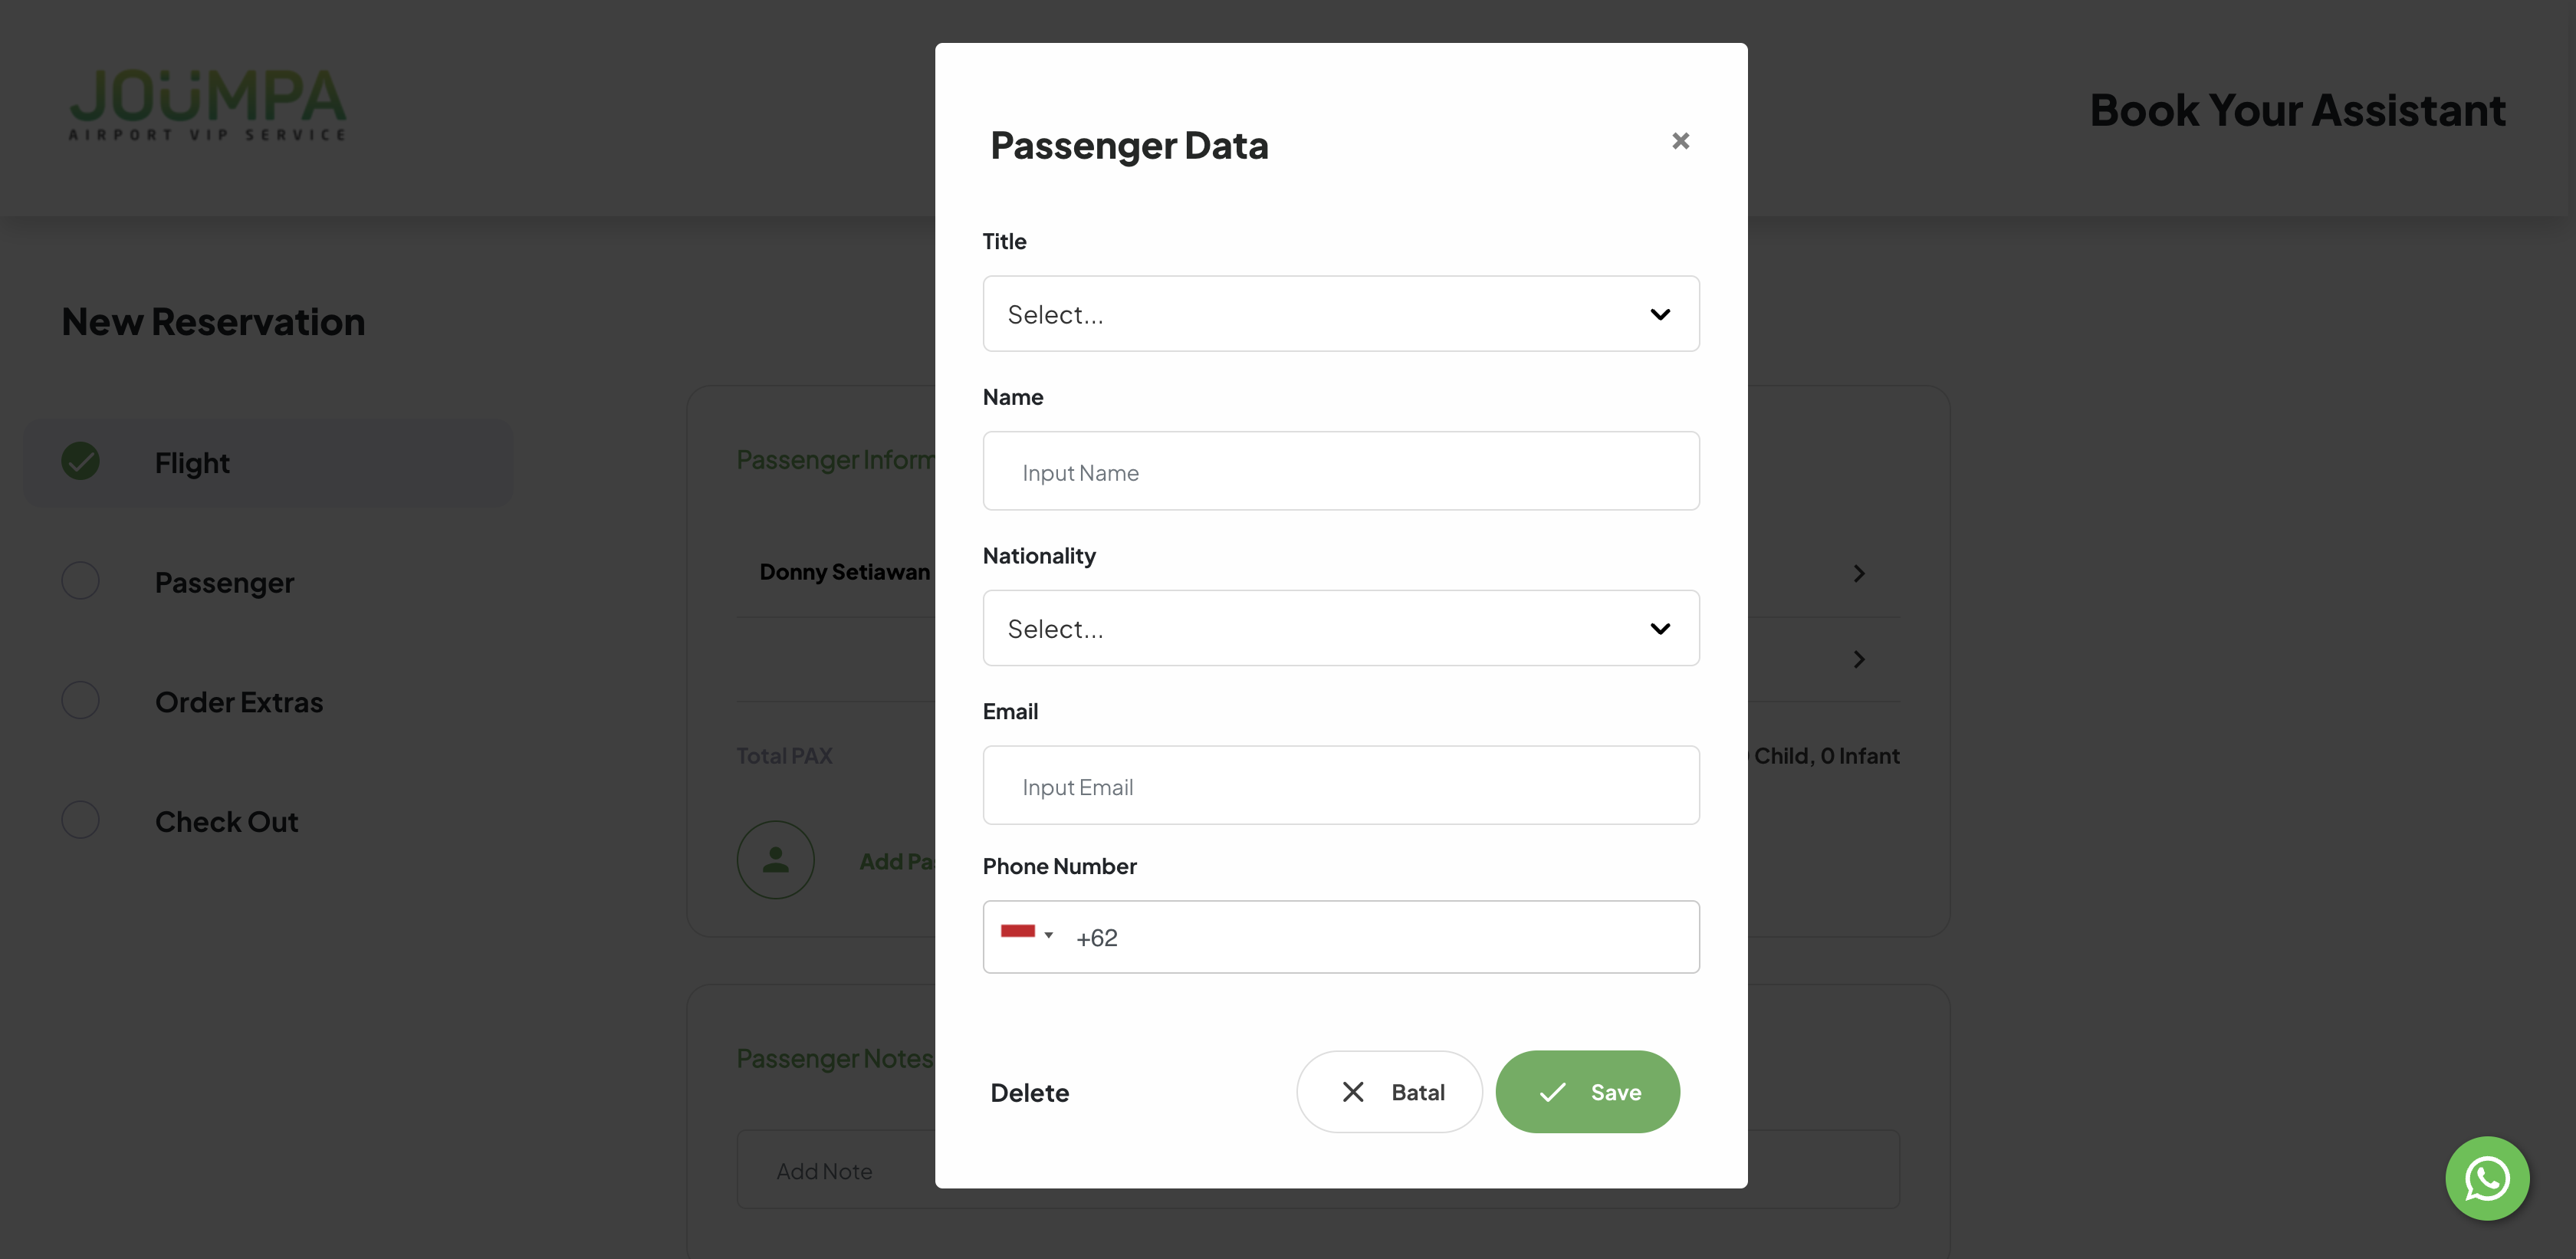 JOÜMPA
AIRPORT VIP SERVICE
Book Your Assistant
New Reservation
Flight
Passenger
Order Extras
Check Out
Passenger Inform
Donny Setiawan
Total PAX
Child, 0 Infant
Add Pa
Passenger Notes
Add Note
Passenger Data
Title
Select...
Name
Input Name
Nationality
Select...
Email
Input Email
Phone Number
+62
Delete
Batal
Save